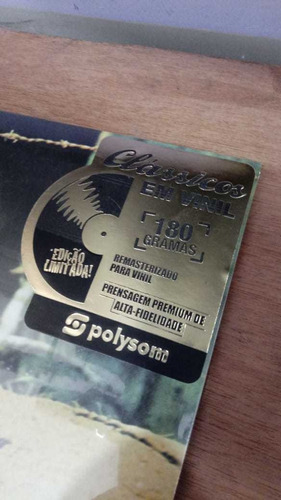 Clássicos
EM VINIL
180
GRAMAS
EDIÇÃO
LIMITADA!
REMASTERIZADO
PARA VINIL
PRENSAGEM PREMIUM DE
ALTA-FIDELIDADE
polysom